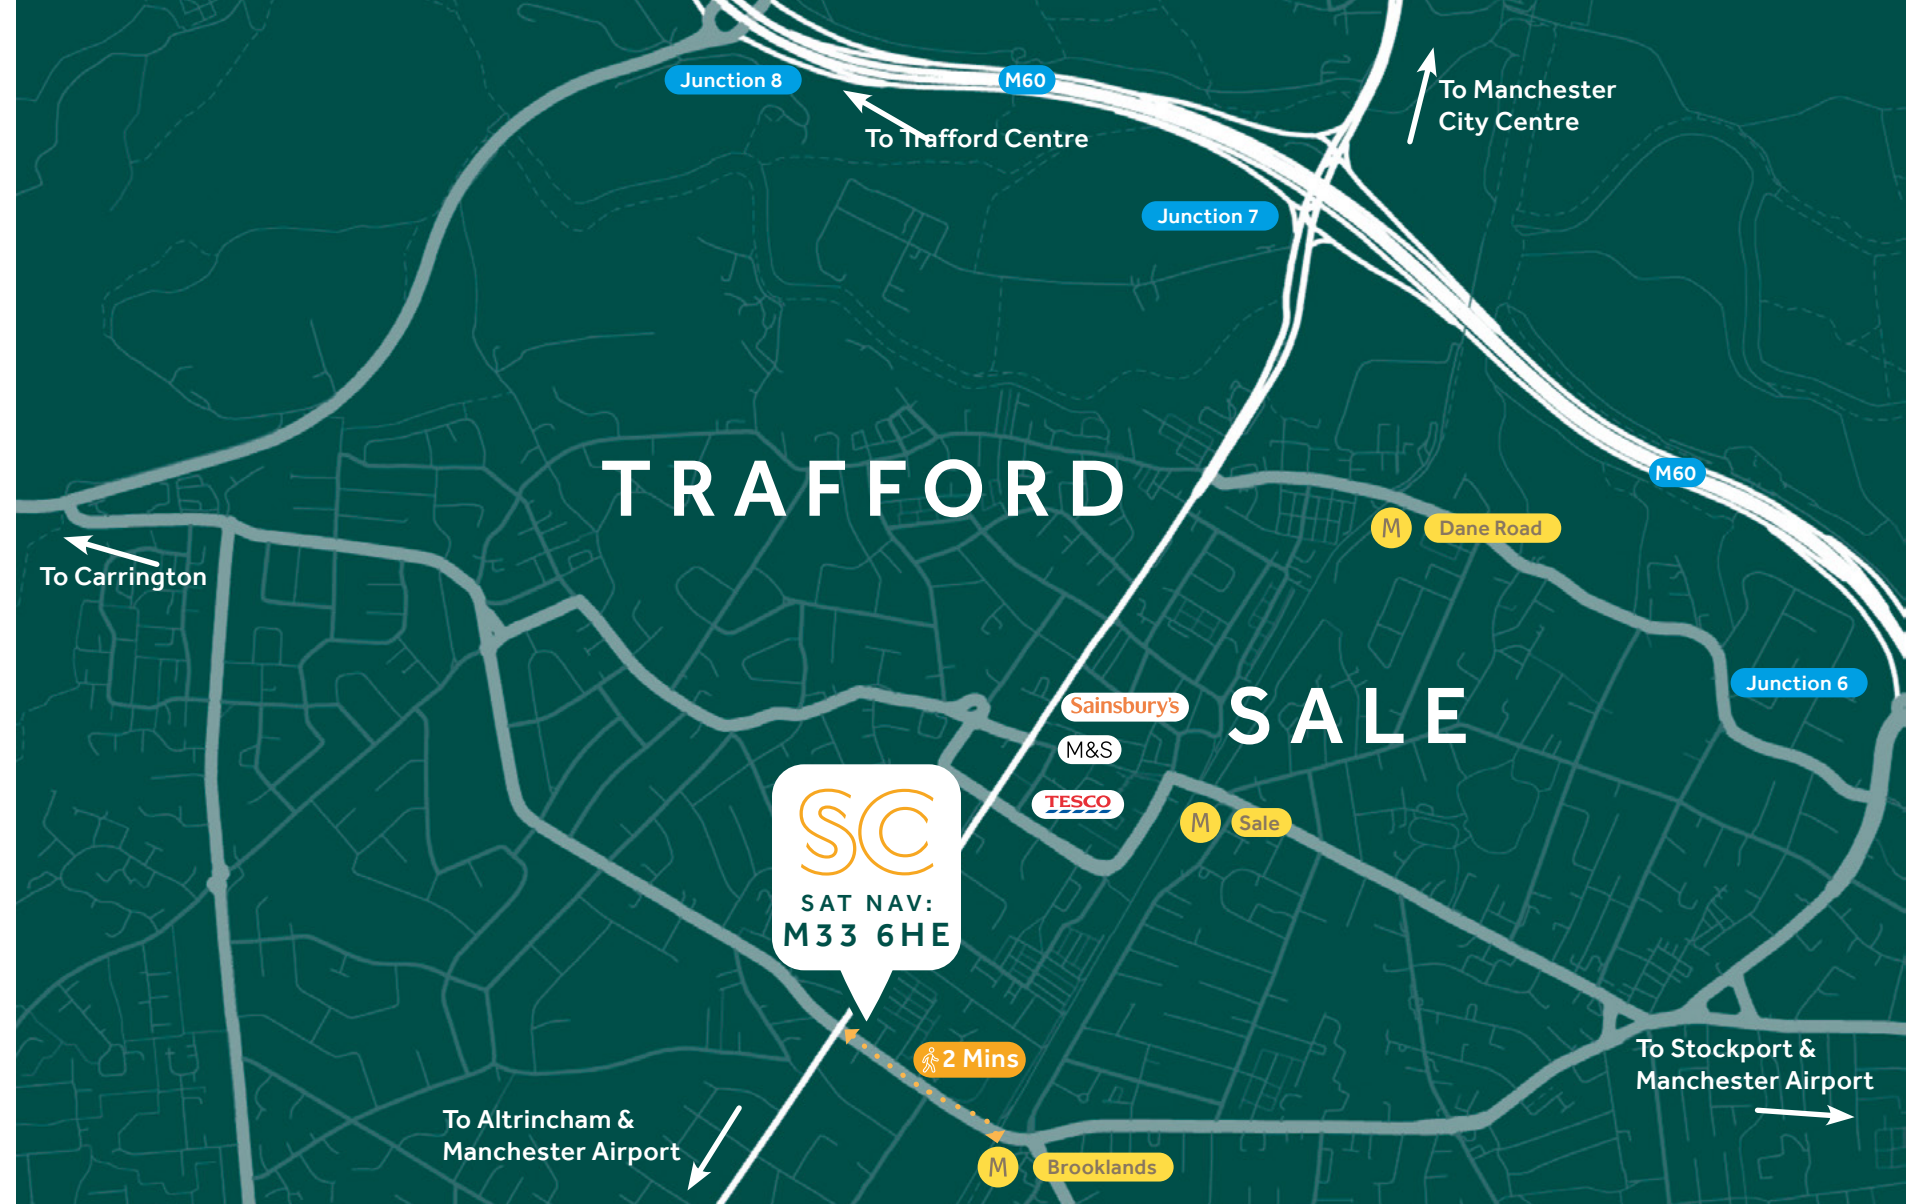 Junction 8
M60
To Manchester
City Centre
To Trafford Centre
Junction 7
TRAFFORD
M60
M
Dane Road
To Carrington
Junction 6
Sainsbury's
SALE
M&S
TESCO
M
Sale
SC
SAT NAV:
M33 6HE
2 Mins
To Stockport &
Manchester Airport
To Altrincham &
Manchester Airport
M
Brooklands